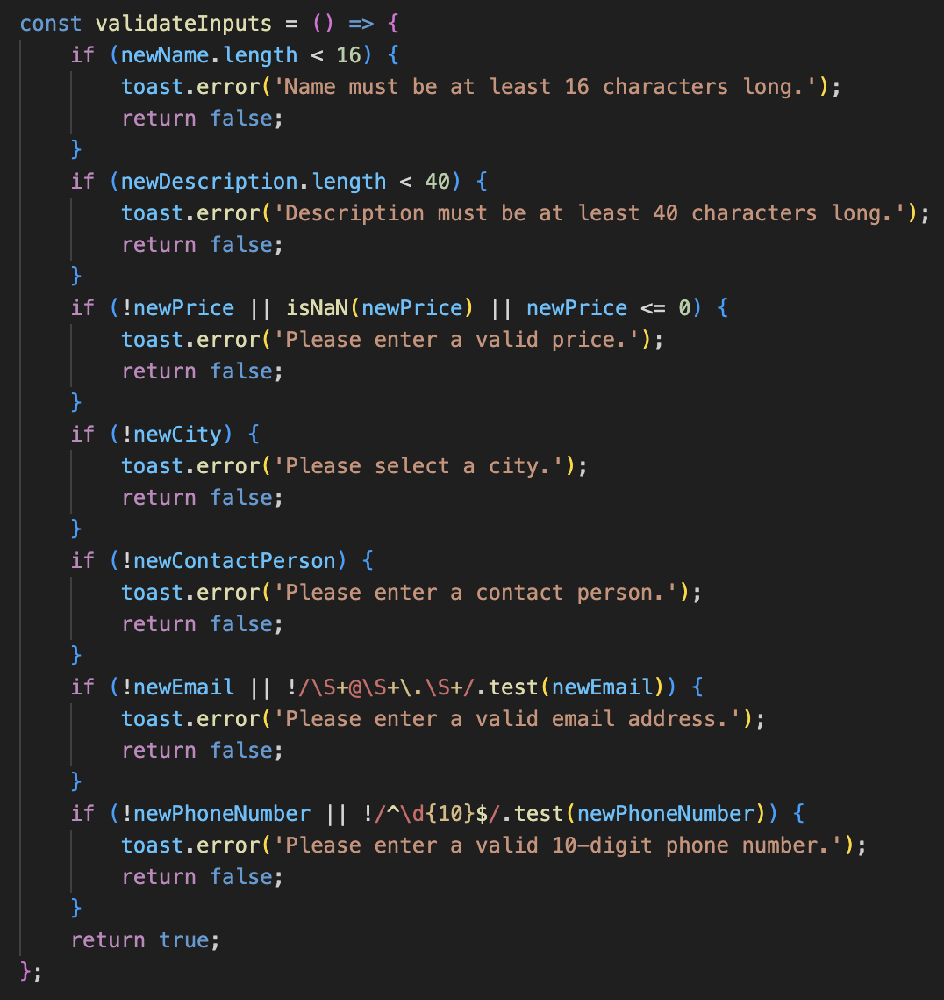 const validateInputs = () => {
    if (newName.length < 16) {
        toast.error('Name must be at least 16 characters long.');
        return false;
    }
    if (newDescription.length < 40) {
        toast.error('Description must be at least 40 characters long.');
        return false;
    }
    if (!newPrice || isNaN(newPrice) || newPrice <= 0) {
        toast.error('Please enter a valid price.');
        return false;
    }
    if (!newCity) {
        toast.error('Please select a city.');
        return false;
    }
    if (!newContactPerson) {
        toast.error('Please enter a contact person.');
        return false;
    }
    if (!newEmail || !/\S+@\S+\.\S+/.test(newEmail)) {
        toast.error('Please enter a valid email address.');
        return false;
    }
    if (!newPhoneNumber || !/^\d{10}$/.test(newPhoneNumber)) {
        toast.error('Please enter a valid 10-digit phone number.');
        return false;
    }
    return true;
};